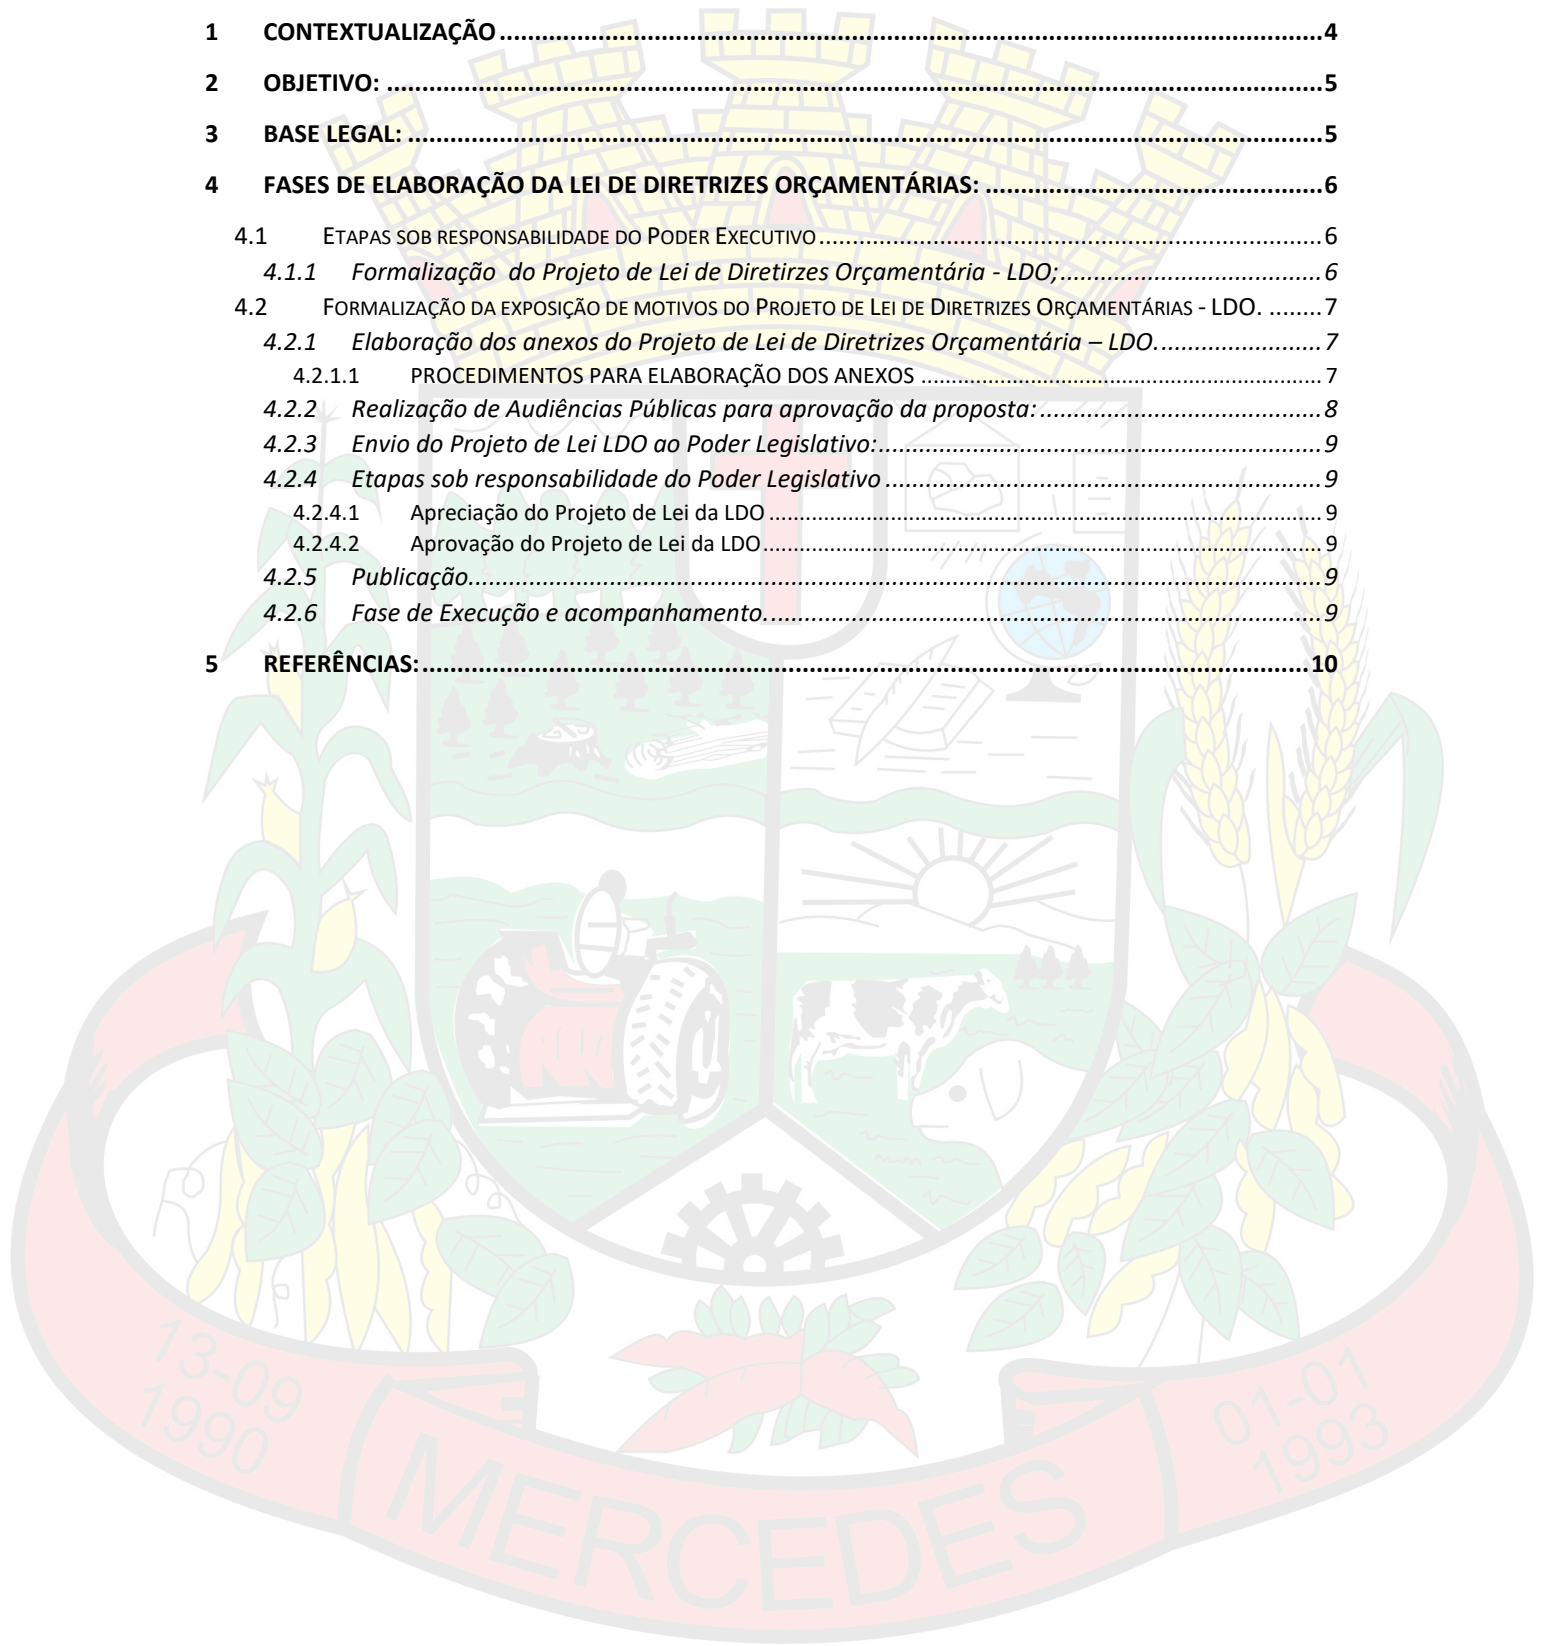 1 CONTEXTUALIZAÇÃO ........ 4
2 OBJETIVO: ........ 5
3 BASE LEGAL: ........ 5
4 FASES DE ELABORAÇÃO DA LEI DE DIRETRIZES ORÇAMENTÁRIAS: ........ 6
4.1 ETAPAS SOB RESPONSABILIDADE DO PODER EXECUTIVO ........ 6
4.1.1 Formalização do Projeto de Lei de Diretirzes Orçamentária - LDO; ........ 6
4.2 FORMALIZAÇÃO DA EXPOSIÇÃO DE MOTIVOS DO PROJETO DE LEI DE DIRETRIZES ORÇAMENTÁRIAS - LDO. ........ 7
4.2.1 Elaboração dos anexos do Projeto de Lei de Diretrizes Orçamentária – LDO. ........ 7
4.2.1.1 PROCEDIMENTOS PARA ELABORAÇÃO DOS ANEXOS ........ 7
4.2.2 Realização de Audiências Públicas para aprovação da proposta: ........ 8
4.2.3 Envio do Projeto de Lei LDO ao Poder Legislativo: ........ 9
4.2.4 Etapas sob responsabilidade do Poder Legislativo ........ 9
4.2.4.1 Apreciação do Projeto de Lei da LDO ........ 9
4.2.4.2 Aprovação do Projeto de Lei da LDO ........ 9
4.2.5 Publicação ........ 9
4.2.6 Fase de Execução e acompanhamento. ........ 9
5 REFERÊNCIAS: ........ 10
13-09
1990
MERCEDES
01-01
1993